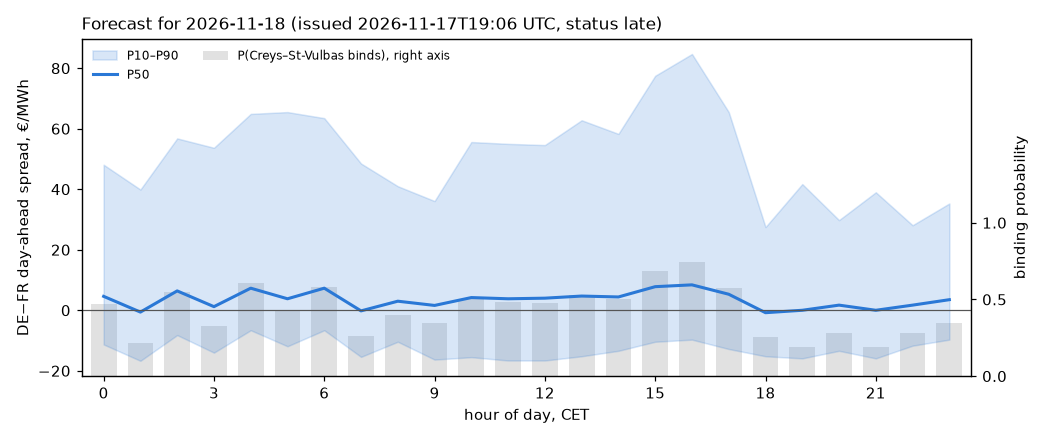 Forecast for 2026-11-18 (issued 2026-11-17T19:06 UTC, status late)
P10–P90
P50
P(Creys–St-Vulbas binds), right axis
DE−FR day-ahead spread, €/MWh
80
60
40
20
0
−20
1.0
0.5
0.0
binding probability
0 3 6 9 12 15 18 21
hour of day, CET